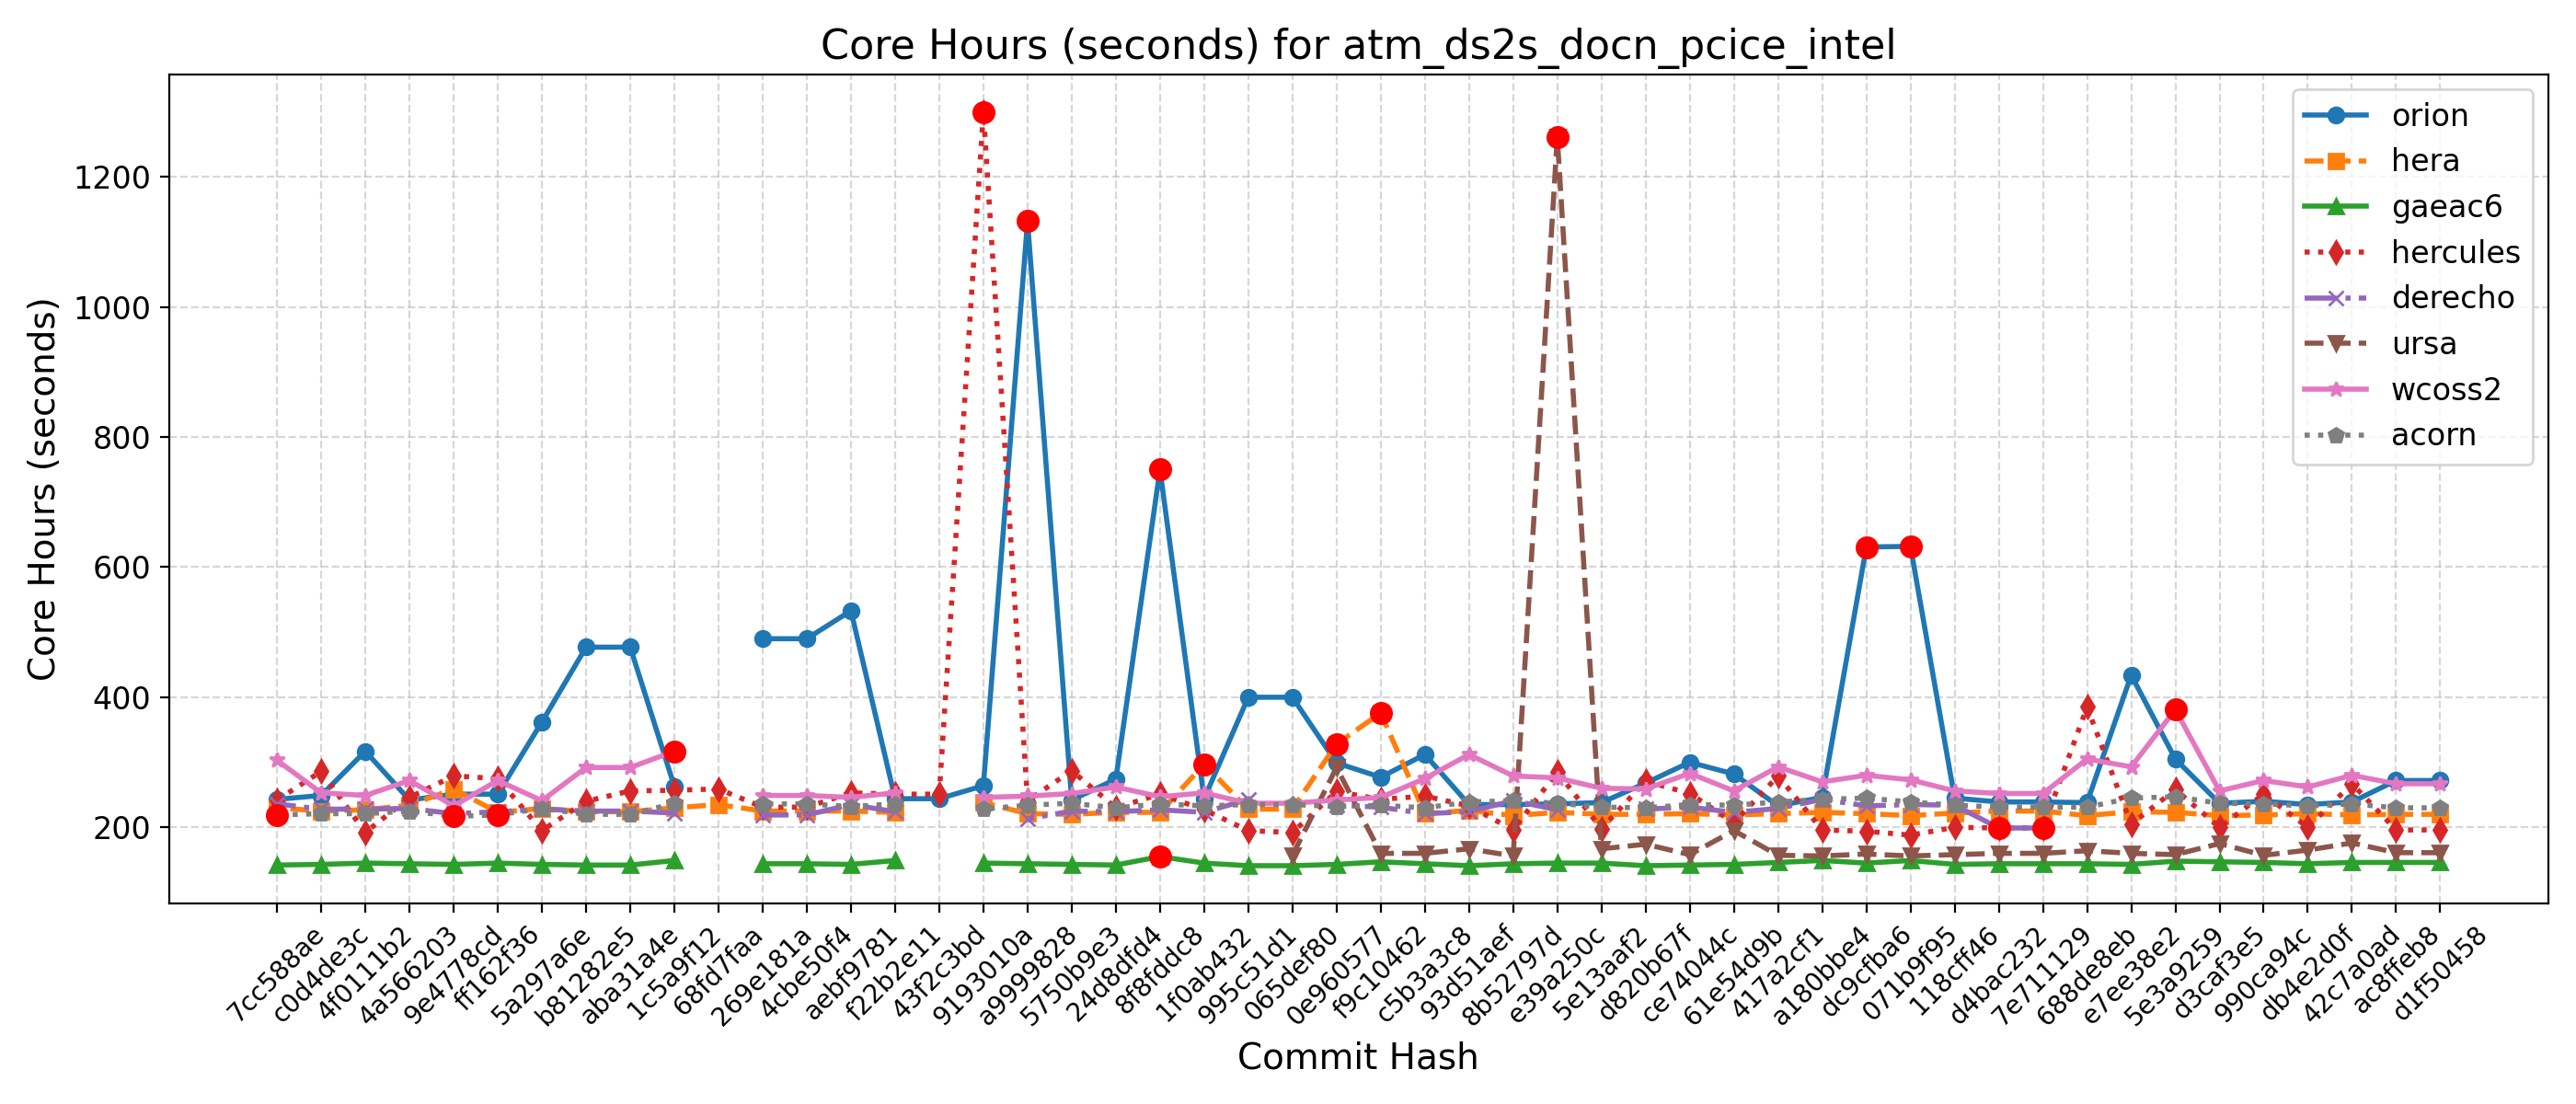 Core Hours (seconds) for atm_ds2s_docn_pcice_intel
Core Hours (seconds)
1200
1000
800
600
400
200
orion
hera
gaeac6
hercules
derecho
ursa
wcoss2
acorn
7cc588ae
c0d4de3c
4f0111b2
4a566203
9e4778cd
ff162f36
5a297a6e
b81282e5
aba31a4e
1c5a9f12
68fd7faa
269e181a
4cbe50f4
aebf9781
f22b2e11
43f2c3bd
9193010a
a9999828
5750b9e3
24d8dfd4
8f8fddc8
1f0ab432
995c51d1
065def80
0e960577
f9c10462
c5b3a3c8
93d51aef
8b52797d
e39a250c
5e13aaf2
d820b67f
ce74044c
61e54d9b
417a2cf1
a180bbe4
dc9cfba6
071b9f95
118cff46
d4bac232
7e711129
688de8eb
e7ee38e2
5e3a9259
d3caf3e5
990ca94c
db4e2d0f
42c7a0ad
ac8ffeb8
d1f50458
Commit Hash